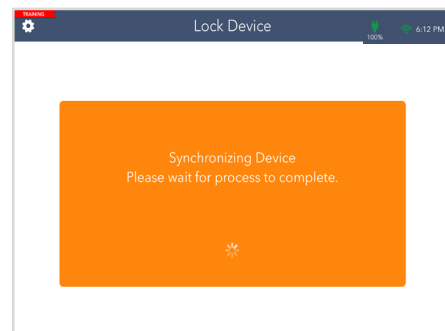 TRAINING
Lock Device
100%
6:12 PM
Synchronizing Device
Please wait for process to complete.